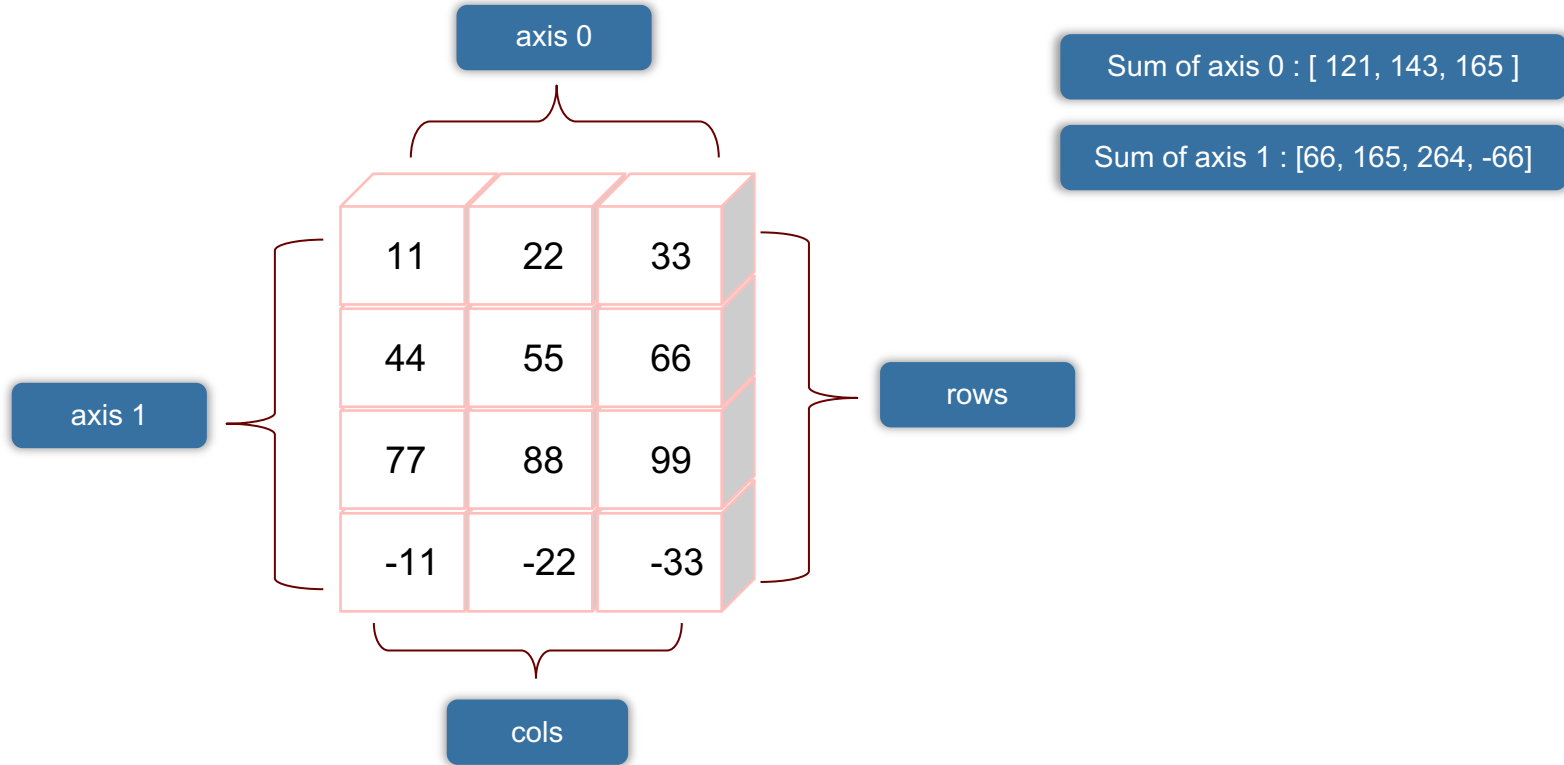 axis 0
Sum of axis 0 : [ 121, 143, 165 ]
Sum of axis 1 : [66, 165, 264, -66]
11 22 33
44 55 66
axis 1
rows
77 88 99
-11 -22 -33
cols